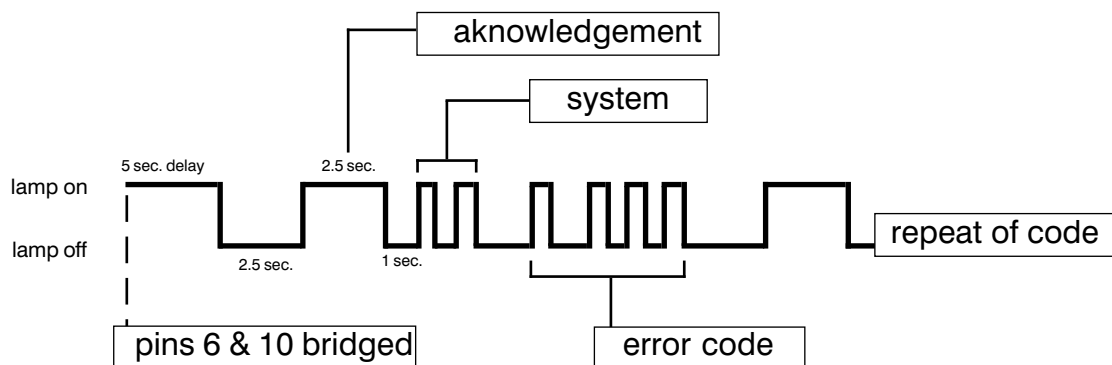 aknowledgement
system
5 sec. delay
2.5 sec.
lamp on
lamp off
2.5 sec.
1 sec.
repeat of code
pins 6 & 10 bridged
error code